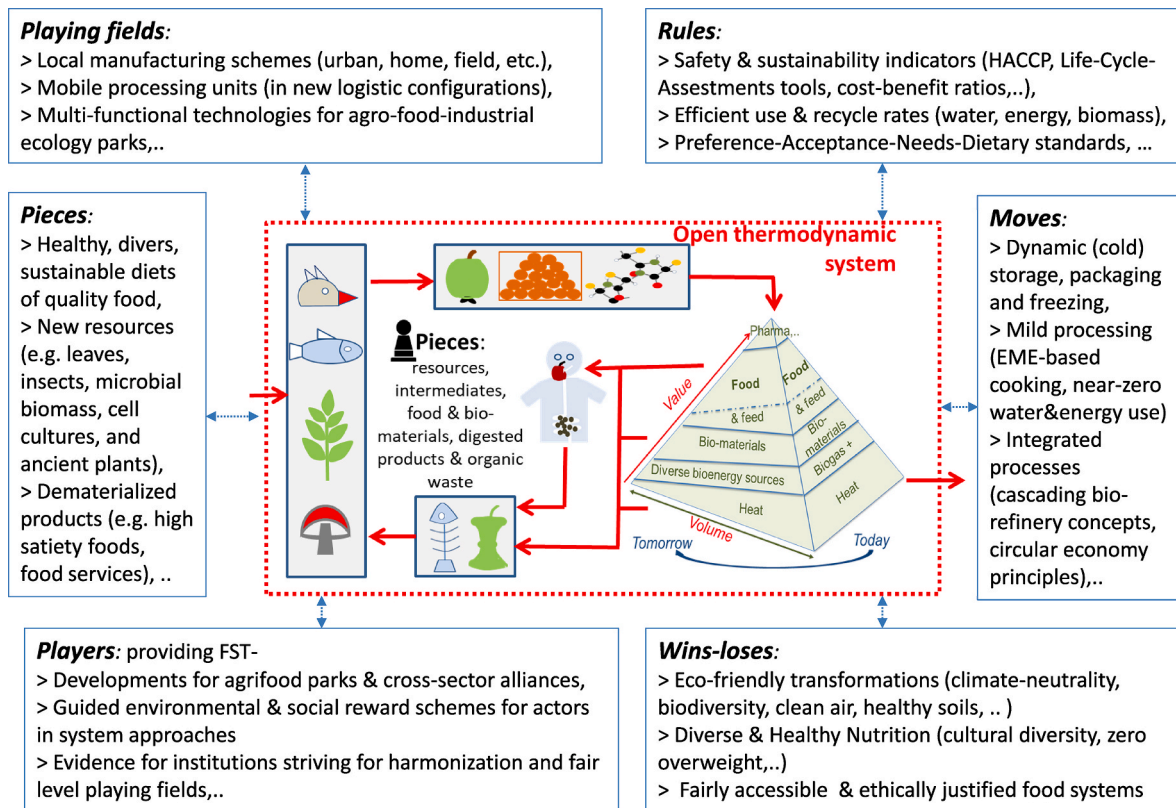 Playing fields:
> Local manufacturing schemes (urban, home, field, etc.),
> Mobile processing units (in new logistic configurations),
> Multi-functional technologies for agro-food-industrial
ecology parks,..
Rules:
> Safety & sustainability indicators (HACCP, Life-Cycle-
Assestments tools, cost-benefit ratios,..),
> Efficient use & recycle rates (water, energy, biomass),
> Preference-Acceptance-Needs-Dietary standards, ...
Pieces:
> Healthy, divers,
sustainable diets
of quality food,
> New resources
(e.g. leaves,
insects, microbial
biomass, cell
cultures, and
ancient plants),
> Dematerialized
products (e.g. high
satiety foods,
food services), ..
Open thermodynamic
system
Pieces:
resources,
intermediates,
food & bio-
materials, digested
products & organic
waste
Value
Pharma,..
Food
& feed
Bio-materials
Diverse bioenergy sources
Heat
Food
& feed
Bio-
materials
Biogas +
Heat
Volume
Tomorrow
Today
Moves:
> Dynamic (cold)
storage, packaging
and freezing,
> Mild processing
(EME-based
cooking, near-zero
water&energy use)
> Integrated
processes
(cascading bio-
refinery concepts,
circular economy
principles),..
Players: providing FST-
> Developments for agrifood parks & cross-sector alliances,
> Guided environmental & social reward schemes for actors
in system approaches
> Evidence for institutions striving for harmonization and fair
level playing fields,..
Wins-loses:
> Eco-friendly transformations (climate-neutrality,
biodiversity, clean air, healthy soils, .. )
> Diverse & Healthy Nutrition (cultural diversity, zero
overweight,..)
> Fairly accessible & ethically justified food systems